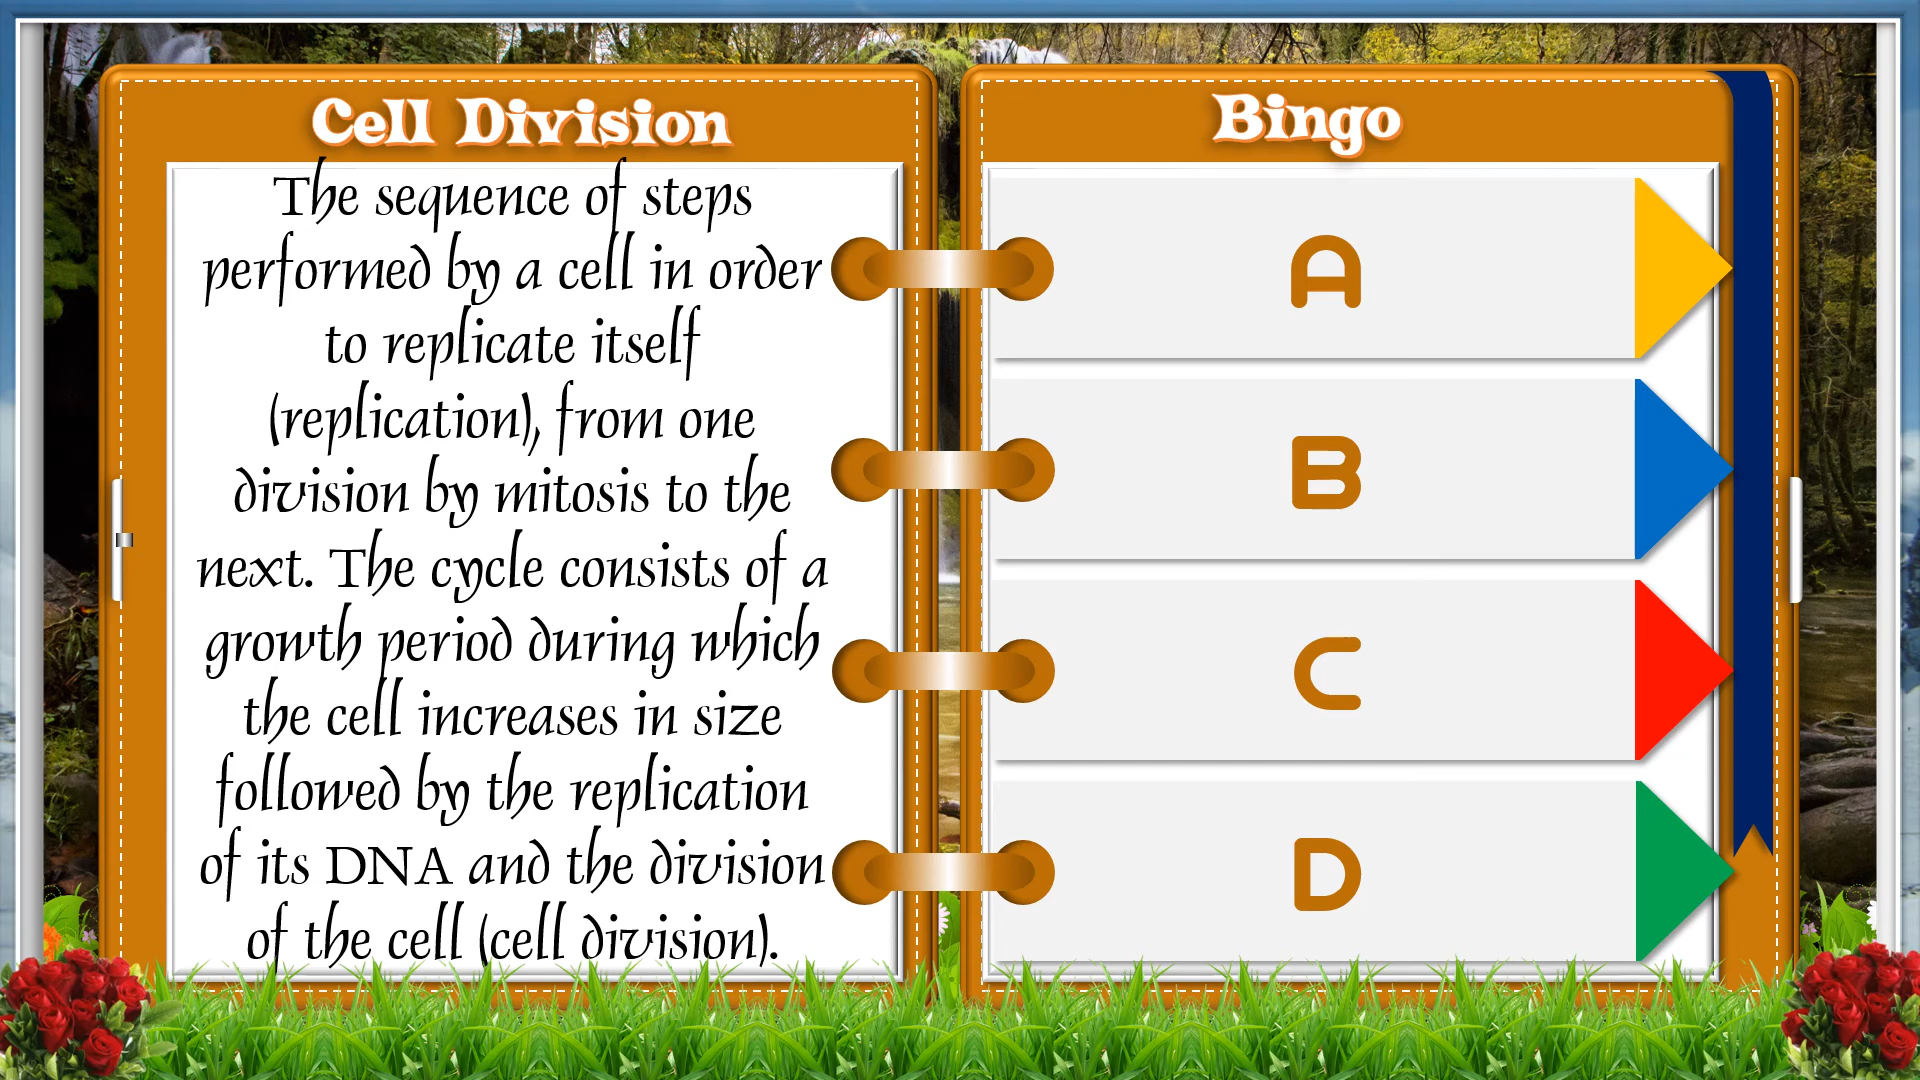 Cell Division
The sequence of steps
performed by a cell in order
to replicate itself
(replication), from one
division by mitosis to the
next. The cycle consists of a
growth period during which
the cell increases in size
followed by the replication
of its DNA and the division
of the cell (cell division).
Bingo
A
B
C
D